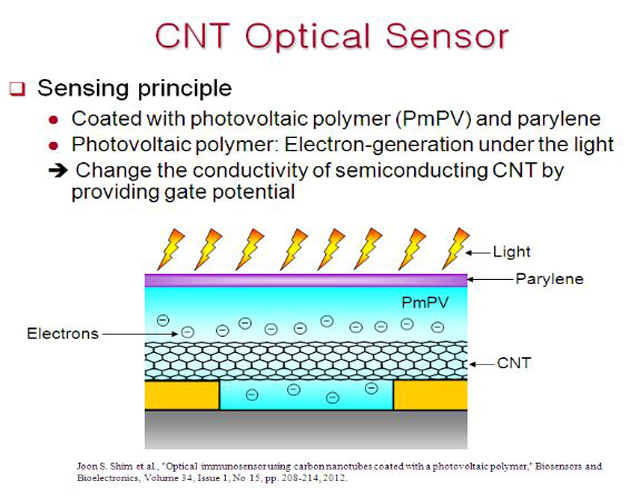 CNT Optical Sensor
Sensing principle
Coated with photovoltaic polymer (PmPV) and parylene
Photovoltaic polymer: Electron-generation under the light
➔ Change the conductivity of semiconducting CNT by
providing gate potential
Light
Parylene
PmPV
Electrons
CNT
Joon S. Shim et al., "Optical immunosensor using carbon nanotubes coated with a photovoltaic polymer," Biosensors and
Bioelectronics, Volume 34, Issue 1, No 15, pp. 208-214, 2012.